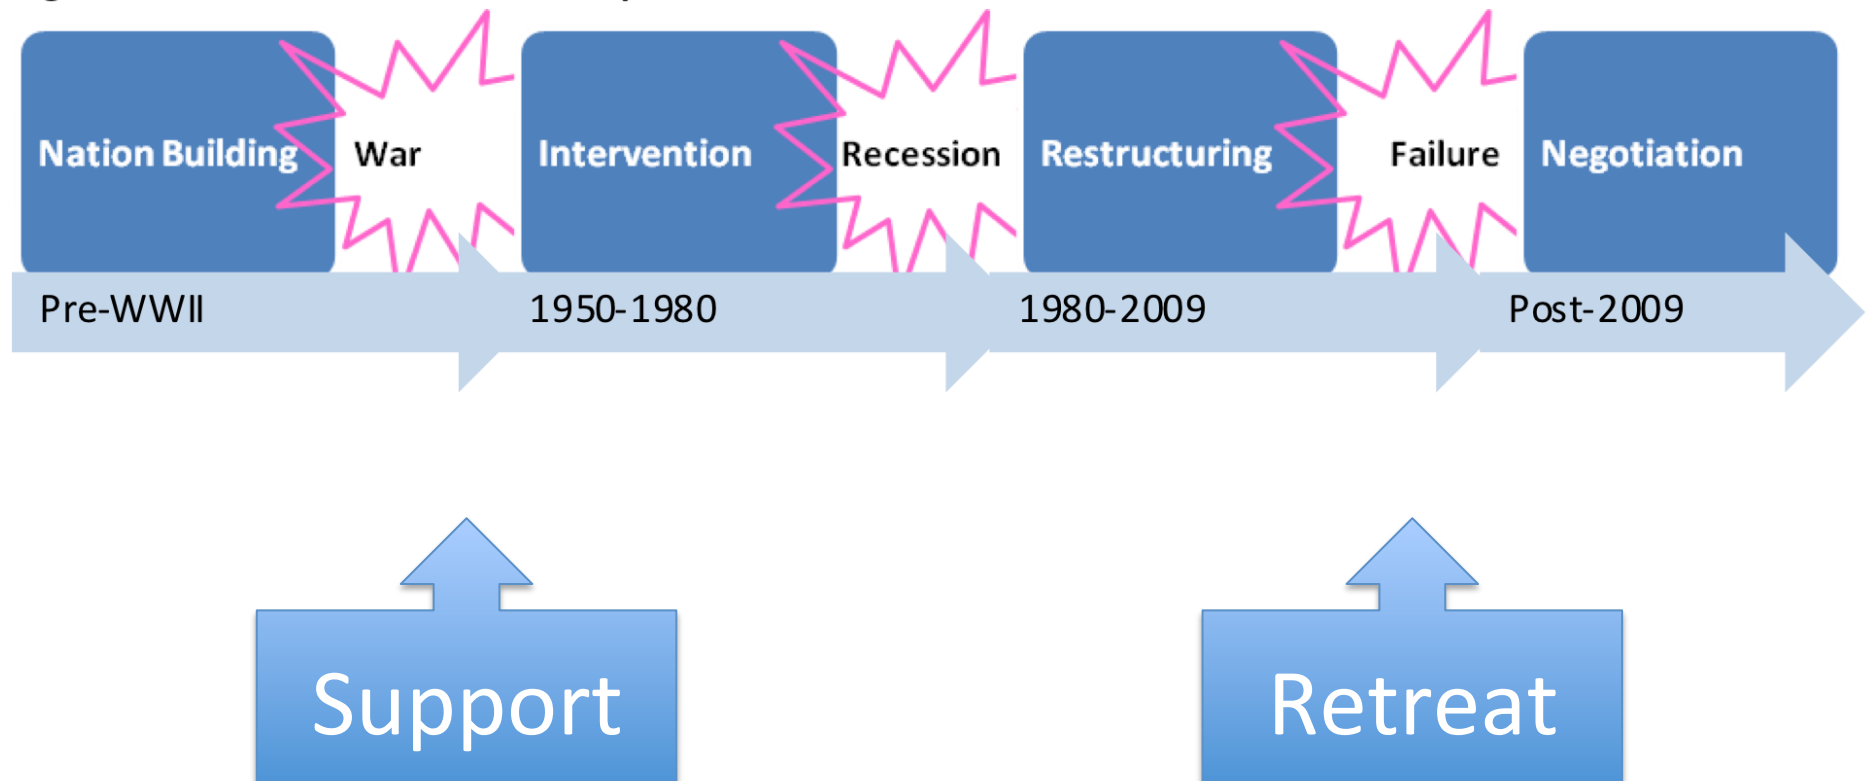 Nation Building
War
Intervention
Recession
Restructuring
Failure
Negotiation
Pre-WWII
1950-1980
1980-2009
Post-2009
Support
Retreat